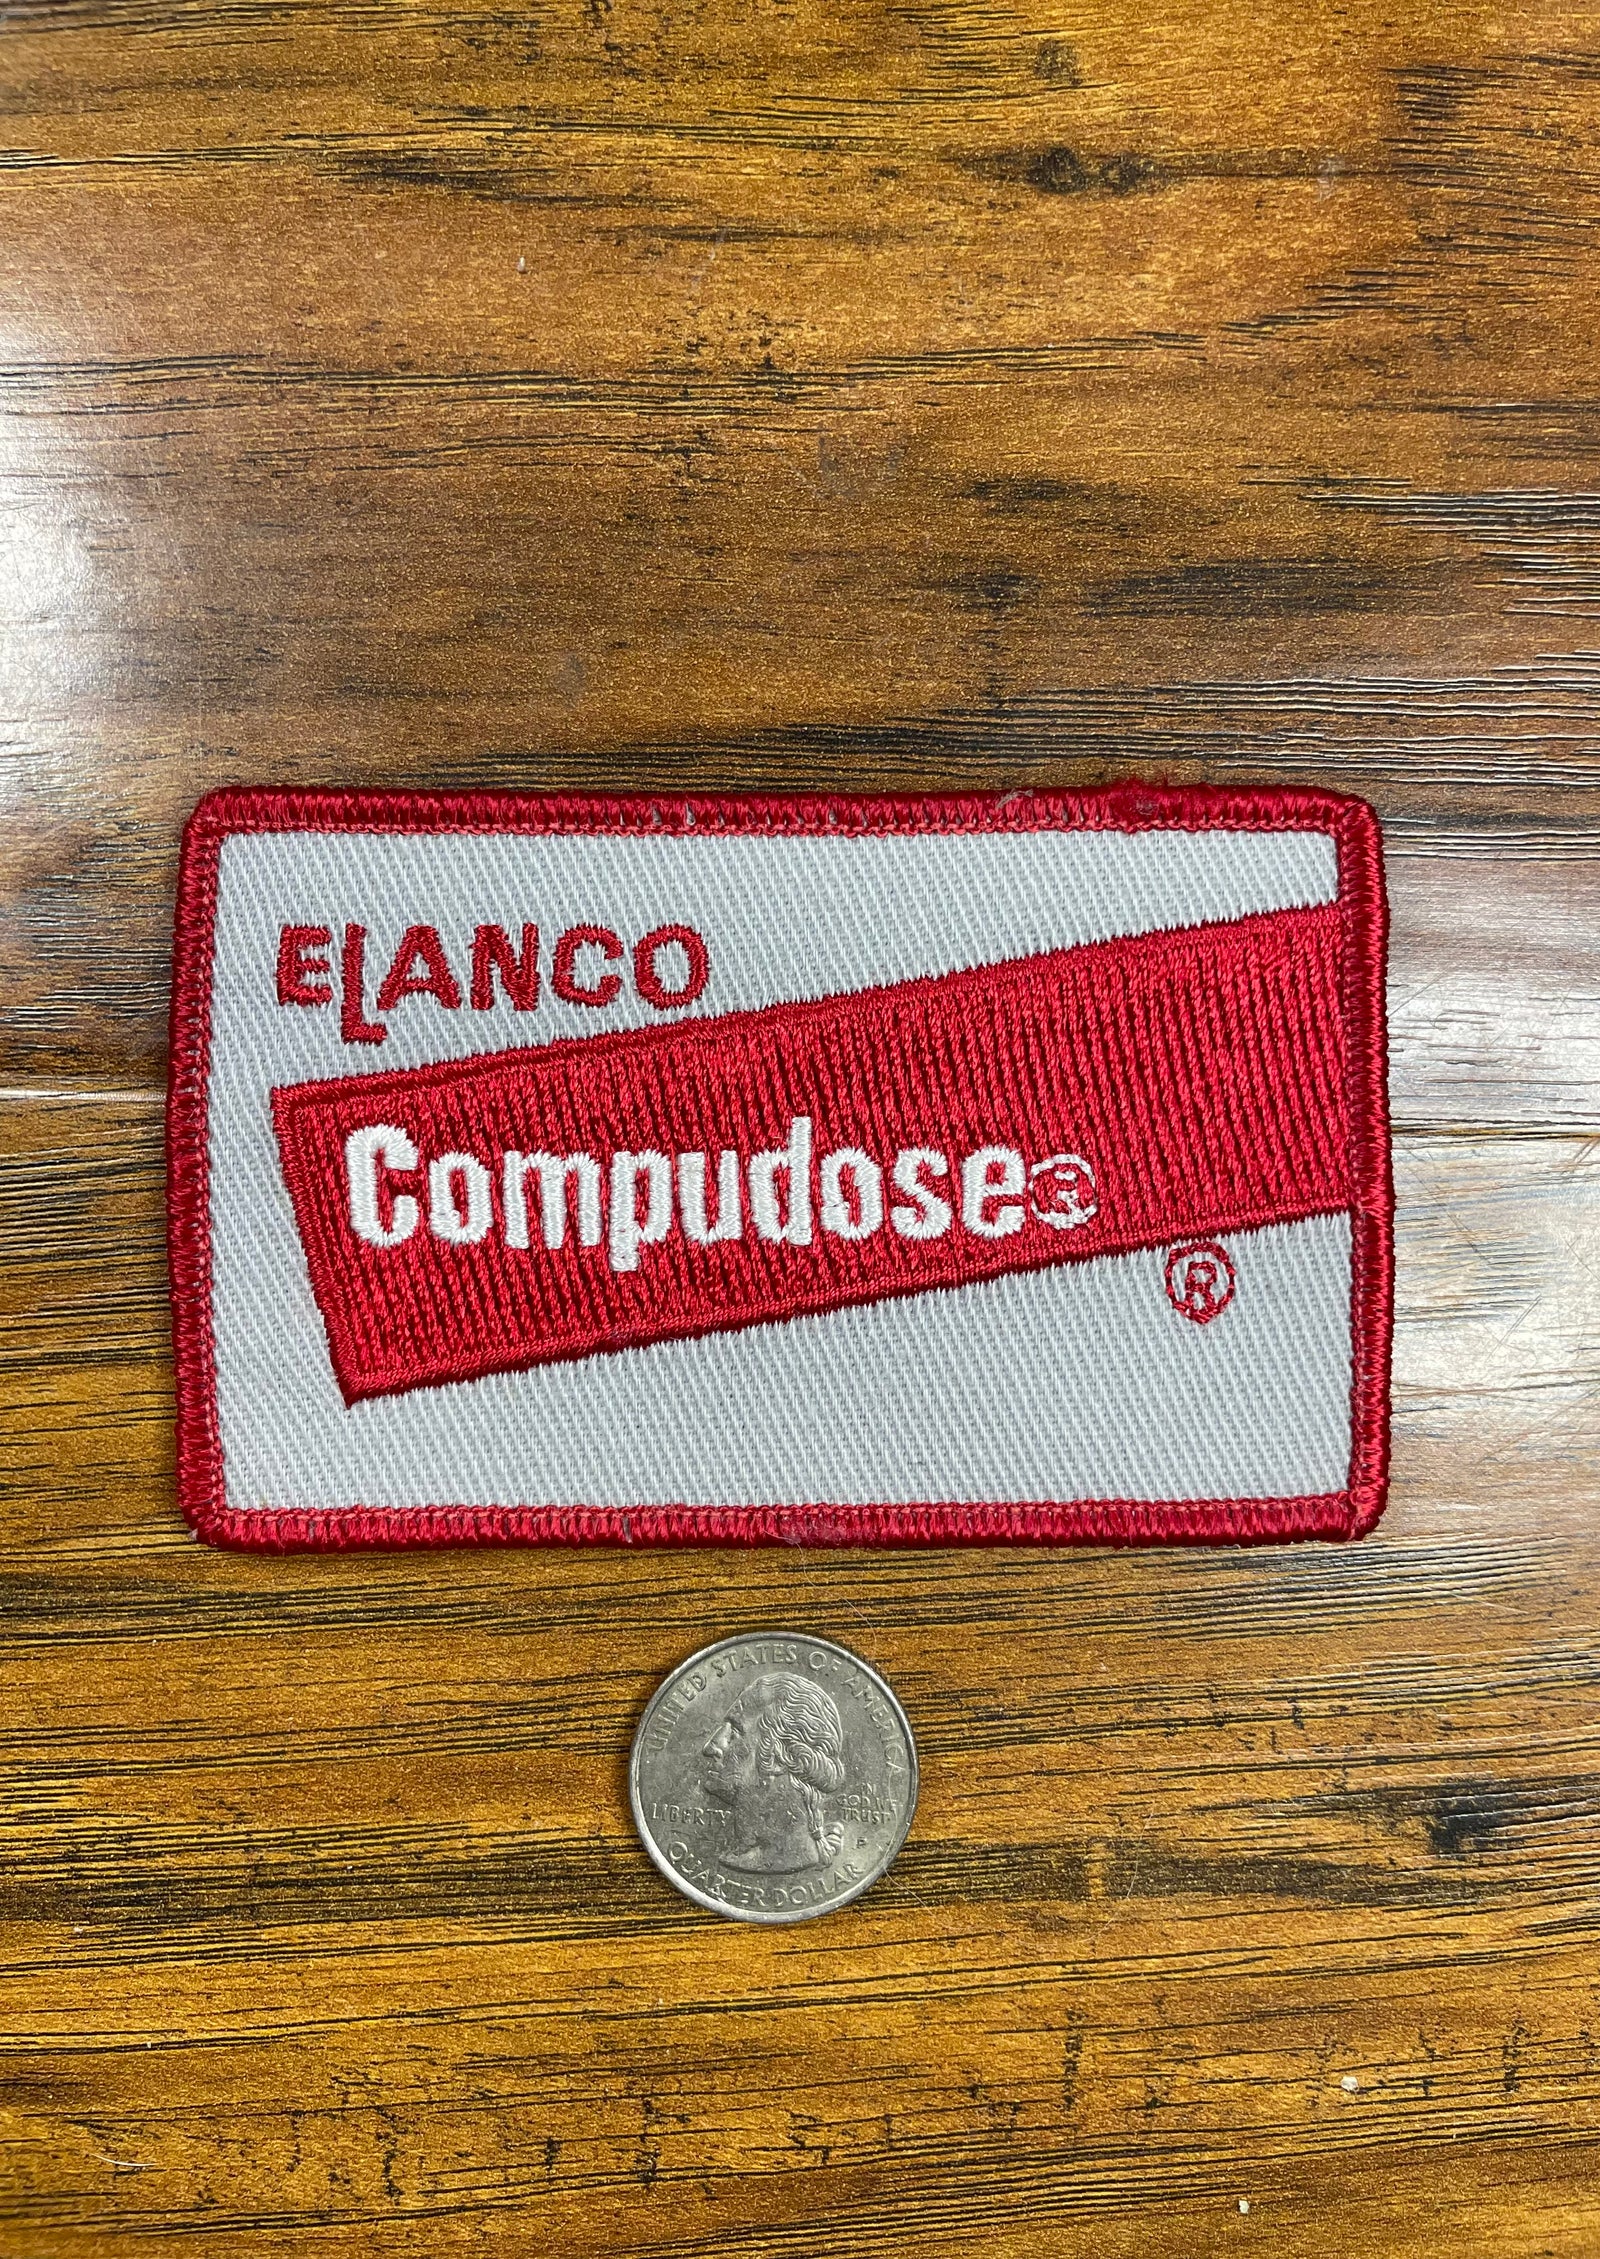 ELANCO
Compudose®
®
UNITED STATES OF AMERICA
LIBERTY
IN
GOD WE
TRUST
P
QUARTER DOLLAR